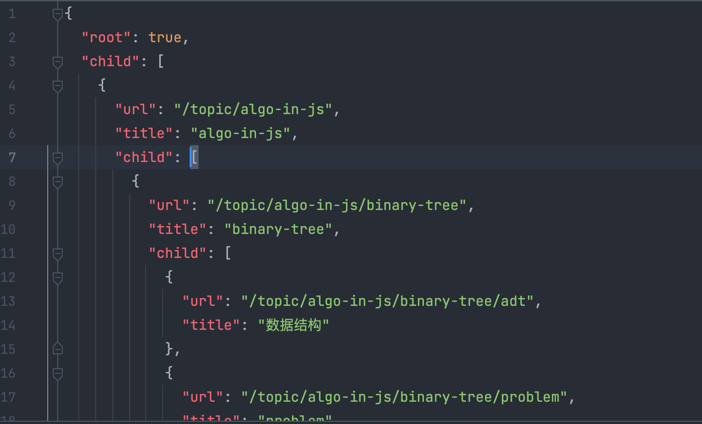 1 {
2 "root": true,
3 "child": [
4 {
5 "url": "/topic/algo-in-js",
6 "title": "algo-in-js",
7 "child": [
8 {
9 "url": "/topic/algo-in-js/binary-tree",
10 "title": "binary-tree",
11 "child": [
12 {
13 "url": "/topic/algo-in-js/binary-tree/adt",
14 "title": "数据结构"
15 },
16 {
17 "url": "/topic/algo-in-js/binary-tree/problem",
18 "title": "problem"